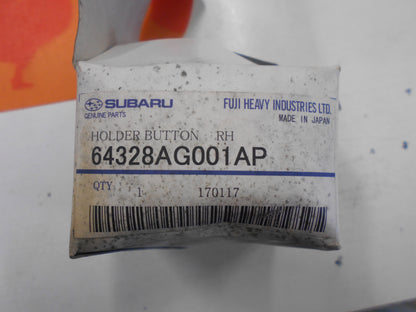 SUBARU FUJI HEAVY INDUSTRIES LTD.
GENUINE PARTS MADE IN JAPAN
HOLDER BUTTON RH
64328AG001AP
QTY 1 170117